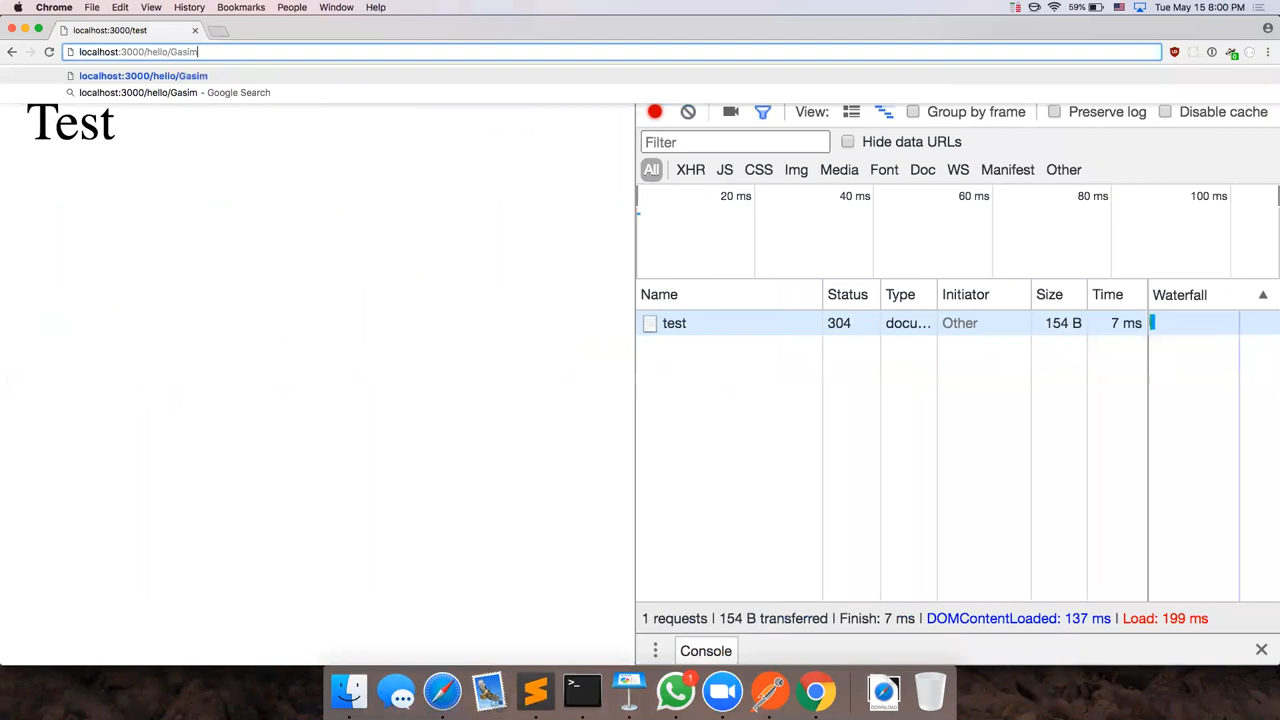 Chrome File Edit View History Bookmarks People Window Help 59% Tue May 15 8:00 PM
localhost:3000/test
localhost:3000/hello/Gasim
localhost:3000/hello/Gasim
localhost:3000/hello/Gasim - Google Search
Test
View: Group by frame Preserve log Disable cache
Filter Hide data URLs
All XHR JS CSS Img Media Font Doc WS Manifest Other
20 ms 40 ms 60 ms 80 ms 100 ms
Name Status Type Initiator Size Time Waterfall
test 304 docu... Other 154 B 7 ms
1 requests | 154 B transferred | Finish: 7 ms | DOMContentLoaded: 137 ms | Load: 199 ms
Console
1
DOWNLOAD